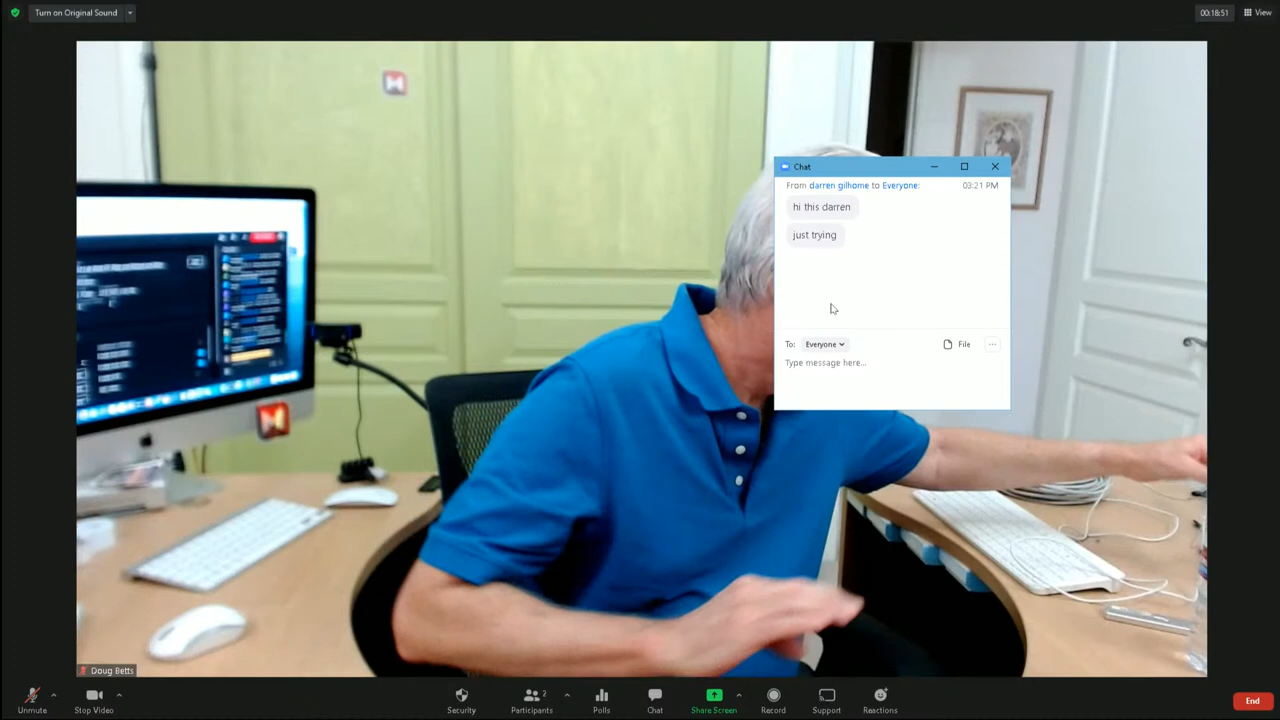 Turn on Original Sound
00:18:51
View
Chat
From darren gilhome to Everyone:
03:21 PM
hi this darren
just trying
To: Everyone
File
Type message here...
Doug Betts
Unmute
Stop Video
Security
Participants
2
Polls
Chat
Share Screen
Record
Support
Reactions
End